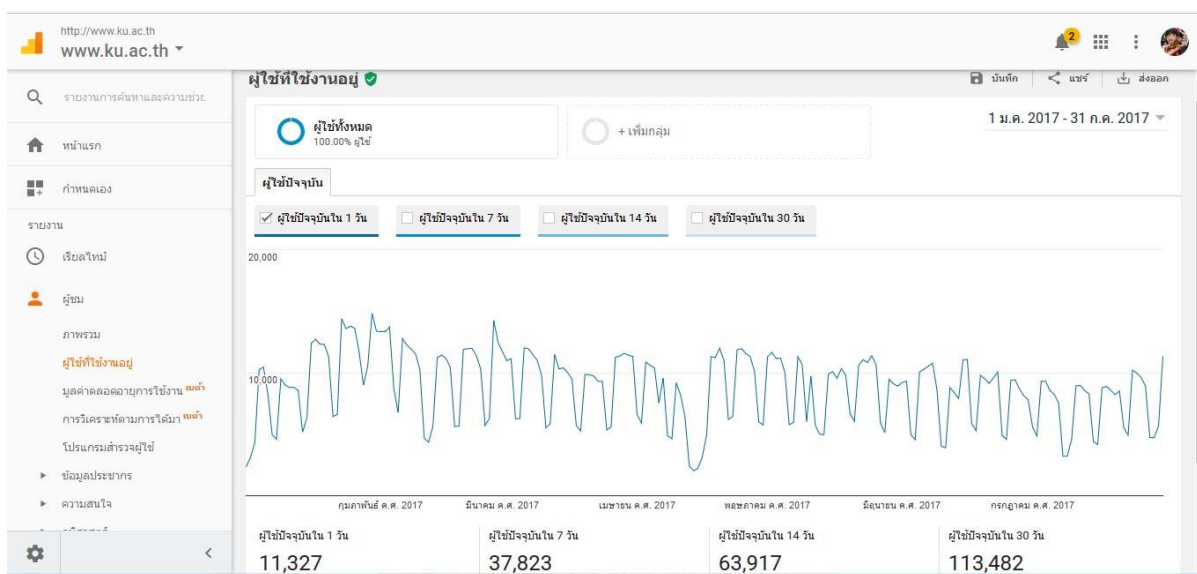 http://www.ku.ac.th
www.ku.ac.th
2
รายงานการค้นหาและความช่วย
หน้าแรก
กำหนดเอง
รายงาน
เรียลไทม์
ผู้ชม
ภาพรวม
ผู้ใช้ที่ใช้งานอยู่
มูลค่าตลอดอายุการใช้งาน เบต้า
การวิเคราะห์ตามการได้มา เบต้า
โปรแกรมสำรวจผู้ใช้
ข้อมูลประชากร
ความสนใจ
ผู้ใช้ที่ใช้งานอยู่
บันทึก แชร์ ส่งออก
ผู้ใช้ทั้งหมด
100.00% ผู้ใช้
+ เพิ่มกลุ่ม
1 ม.ค. 2017 - 31 ก.ค. 2017
ผู้ใช้ปัจจุบัน
ผู้ใช้ปัจจุบันใน 1 วัน ผู้ใช้ปัจจุบันใน 7 วัน ผู้ใช้ปัจจุบันใน 14 วัน ผู้ใช้ปัจจุบันใน 30 วัน
20,000
10,000
กุมภาพันธ์ ค.ศ. 2017 มีนาคม ค.ศ. 2017 เมษายน ค.ศ. 2017 พฤษภาคม ค.ศ. 2017 มิถุนายน ค.ศ. 2017 กรกฎาคม ค.ศ. 2017
ผู้ใช้ปัจจุบันใน 1 วัน ผู้ใช้ปัจจุบันใน 7 วัน ผู้ใช้ปัจจุบันใน 14 วัน ผู้ใช้ปัจจุบันใน 30 วัน
11,327 37,823 63,917 113,482